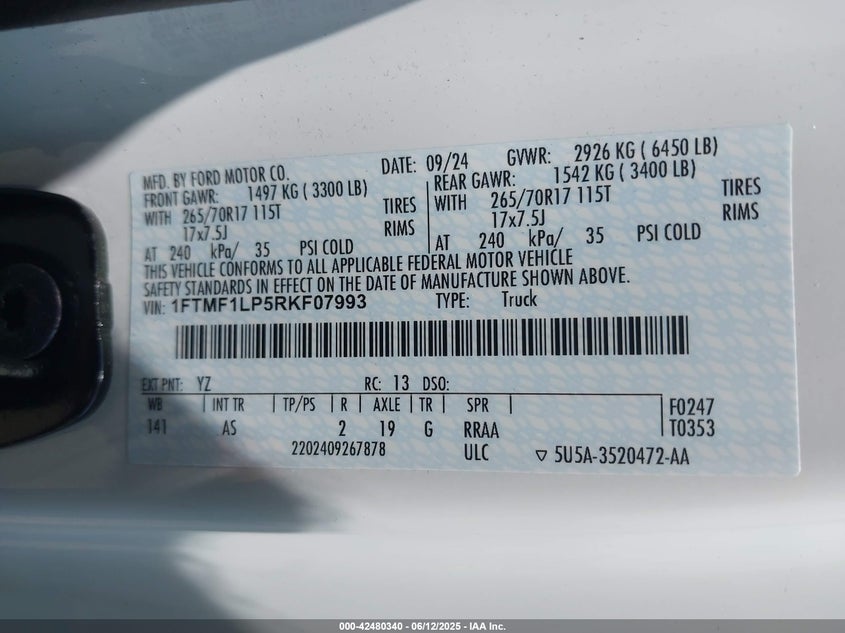 MFD. BY FORD MOTOR CO. DATE: 09/24 GVWR: 2926 KG ( 6450 LB)
FRONT GAWR: 1497 KG ( 3300 LB) REAR GAWR: 1542 KG ( 3400 LB)
WITH 265/70R17 115T TIRES WITH 265/70R17 115T TIRES
17x7.5J RIMS 17x7.5J RIMS
AT 240 kPa/ 35 PSI COLD AT 240 kPa/ 35 PSI COLD
THIS VEHICLE CONFORMS TO ALL APPLICABLE FEDERAL MOTOR VEHICLE
SAFETY STANDARDS IN EFFECT ON THE DATE OF MANUFACTURE SHOWN ABOVE.
VIN: 1FTMF1LP5RKF07993 TYPE: Truck
EXT PNT: YZ RC: 13 DSO:
WB INT TR TP/PS R AXLE TR SPR F0247
141 AS 2 19 G RRAA T0353
2202409267878 ULC ▽ 5U5A-3520472-AA
000-42480340 - 06/12/2025 - IAA Inc.